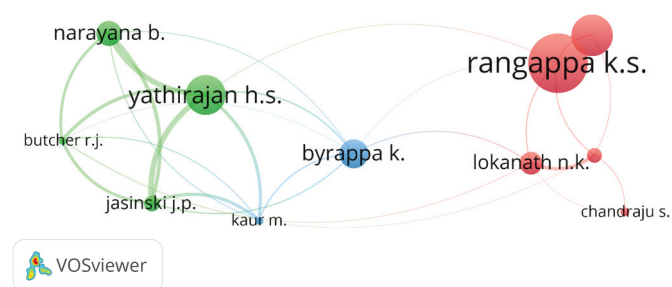 narayana b.
rangappa k.s.
yathirajan h.s.
butcher r.j.
byrappa k.
lokanath n.k.
jasinski j.p.
kaur m.
chandraju s.
VOSviewer